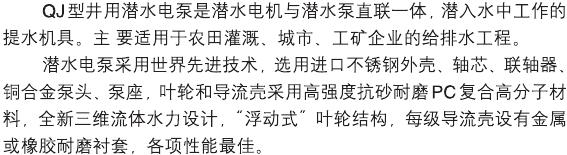 QJ型井用潜水电泵是潜水电机与潜水泵直联一体，潜入水中工作的
提水机具。主 要适用于农田灌溉、城市、工矿企业的给排水工程。
潜水电泵采用世界先进技术，选用进口不锈钢外壳、轴芯、联轴器、
铜合金泵头、泵座，叶轮和导流壳采用高强度抗砂耐磨PC复合高分子材
料，全新三维流体水力设计，“浮动式”叶轮结构，每级导流壳设有金属
或橡胶耐磨衬套，各项性能最佳。